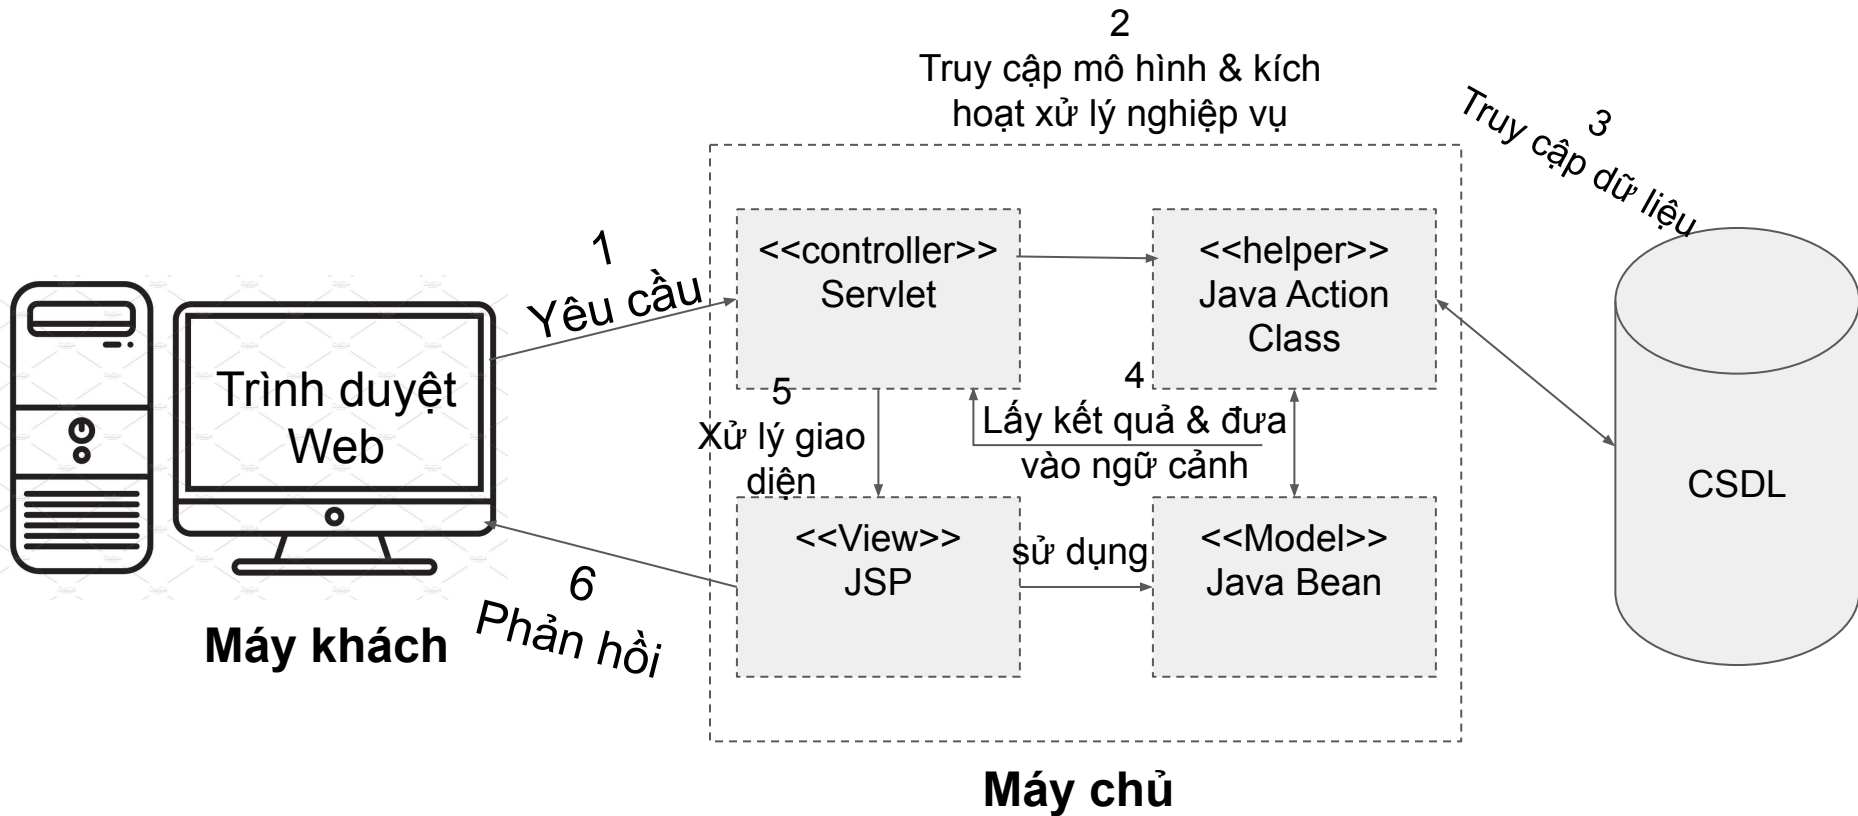 2
Truy cập mô hình & kích
hoạt xử lý nghiệp vụ
3
Truy cập dữ liệu
1
Yêu cầu
<<controller>>
Servlet
<<helper>>
Java Action
Class
Trình duyệt
Web
5
Xử lý giao
diện
4
Lấy kết quả & đưa
vào ngữ cảnh
CSDL
<<View>>
JSP
sử dụng
<<Model>>
Java Bean
6
Phản hồi
Máy khách
Máy chủ